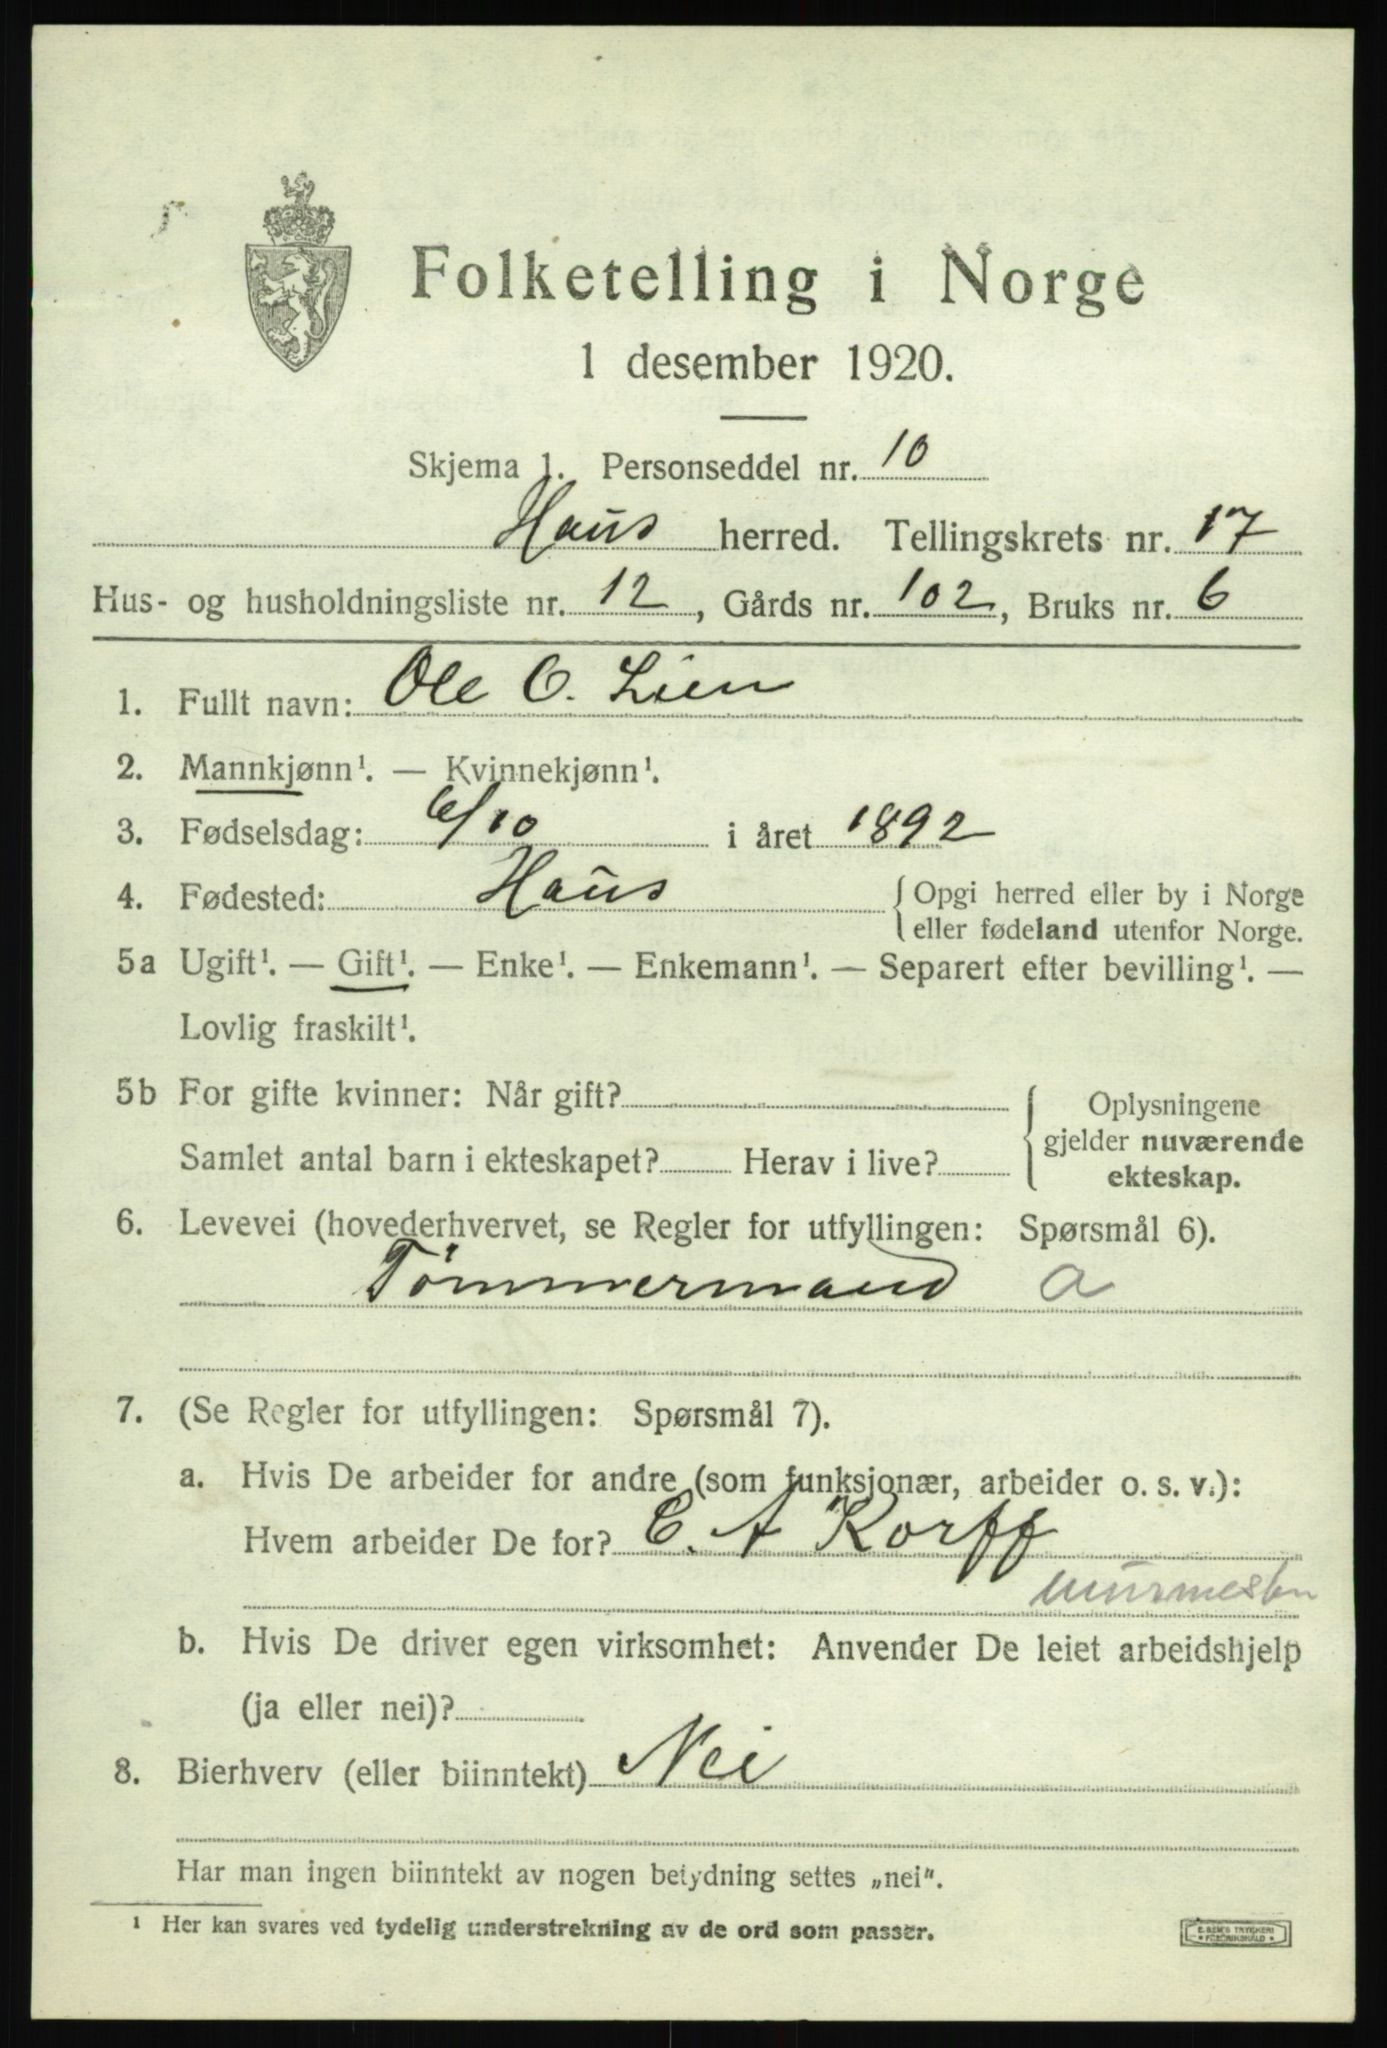 Folketelling i Norge
1 desember 1920.
Skjema 1. Personseddel nr. 10
Haus herred. Tellingskrets nr. 17
Hus- og husholdningsliste nr. 12, Gårds nr. 102, Bruks nr. 6
1. Fullt navn: Ole O. Lien
2. Mannkjønn¹. — Kvinnekjønn¹.
3. Fødselsdag: 6/10 i året 1892
4. Fødested: Haus { Opgi herred eller by i Norge
eller fødeland utenfor Norge.
5a Ugift¹. — Gift¹. — Enke¹. — Enkemann¹. — Separert efter bevilling¹. —
Lovlig fraskilt¹.
5b For gifte kvinner: Når gift?
Samlet antal barn i ekteskapet? Herav i live?
Oplysningene
gjelder nuværende
ekteskap.
6. Levevei (hovederhvervet, se Regler for utfyllingen: Spørsmål 6).
Tømmermand a
7. (Se Regler for utfyllingen: Spørsmål 7).
a. Hvis De arbeider for andre (som funksjonær, arbeider o. s. v.):
Hvem arbeider De for? C. A Korff
murmester
b. Hvis De driver egen virksomhet: Anvender De leiet arbeidshjelp
(ja eller nei)?
8. Bierhverv (eller biinntekt) Nei
Har man ingen biinntekt av nogen betydning settes „nei".
¹ Her kan svares ved tydelig understrekning av de ord som passer.
E. SEM'S TRYKKERI
FREDRIKSHALD